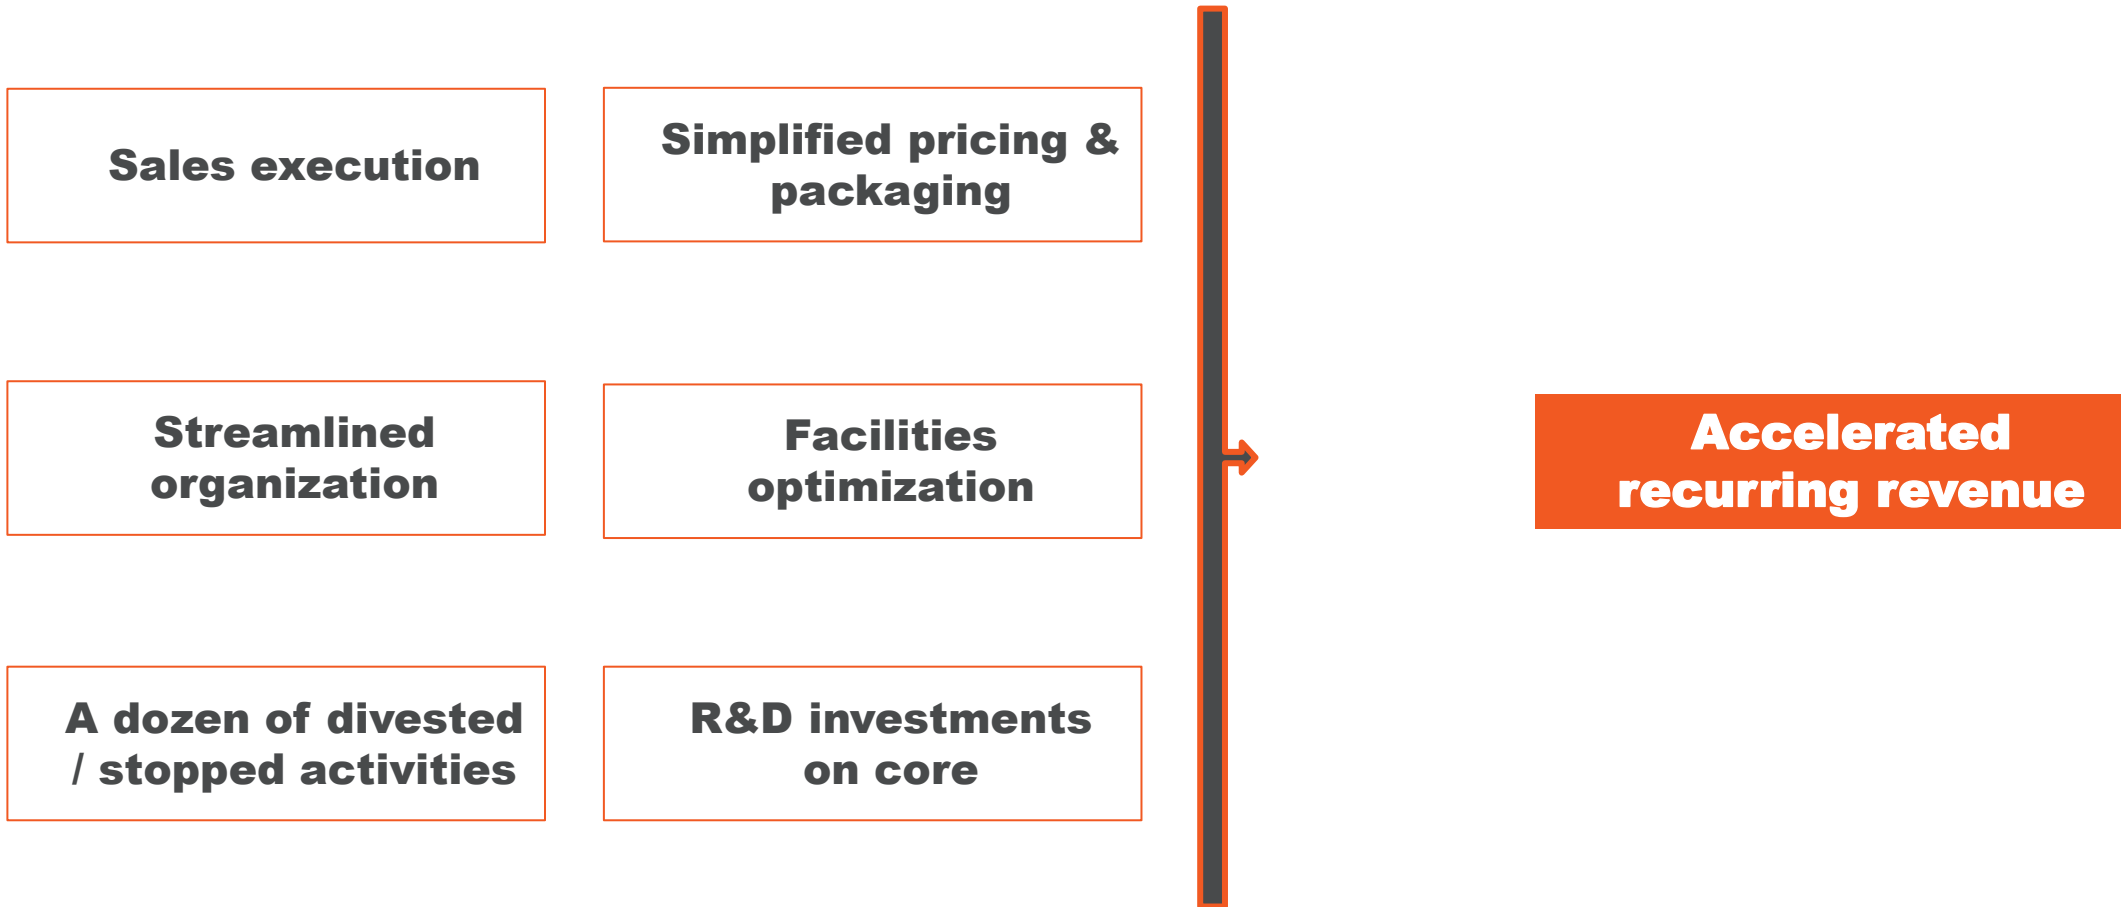 Sales execution
Simplified pricing &
packaging
Streamlined
organization
Facilities
optimization
A dozen of divested
/ stopped activities
R&D investments
on core
Accelerated
recurring revenue